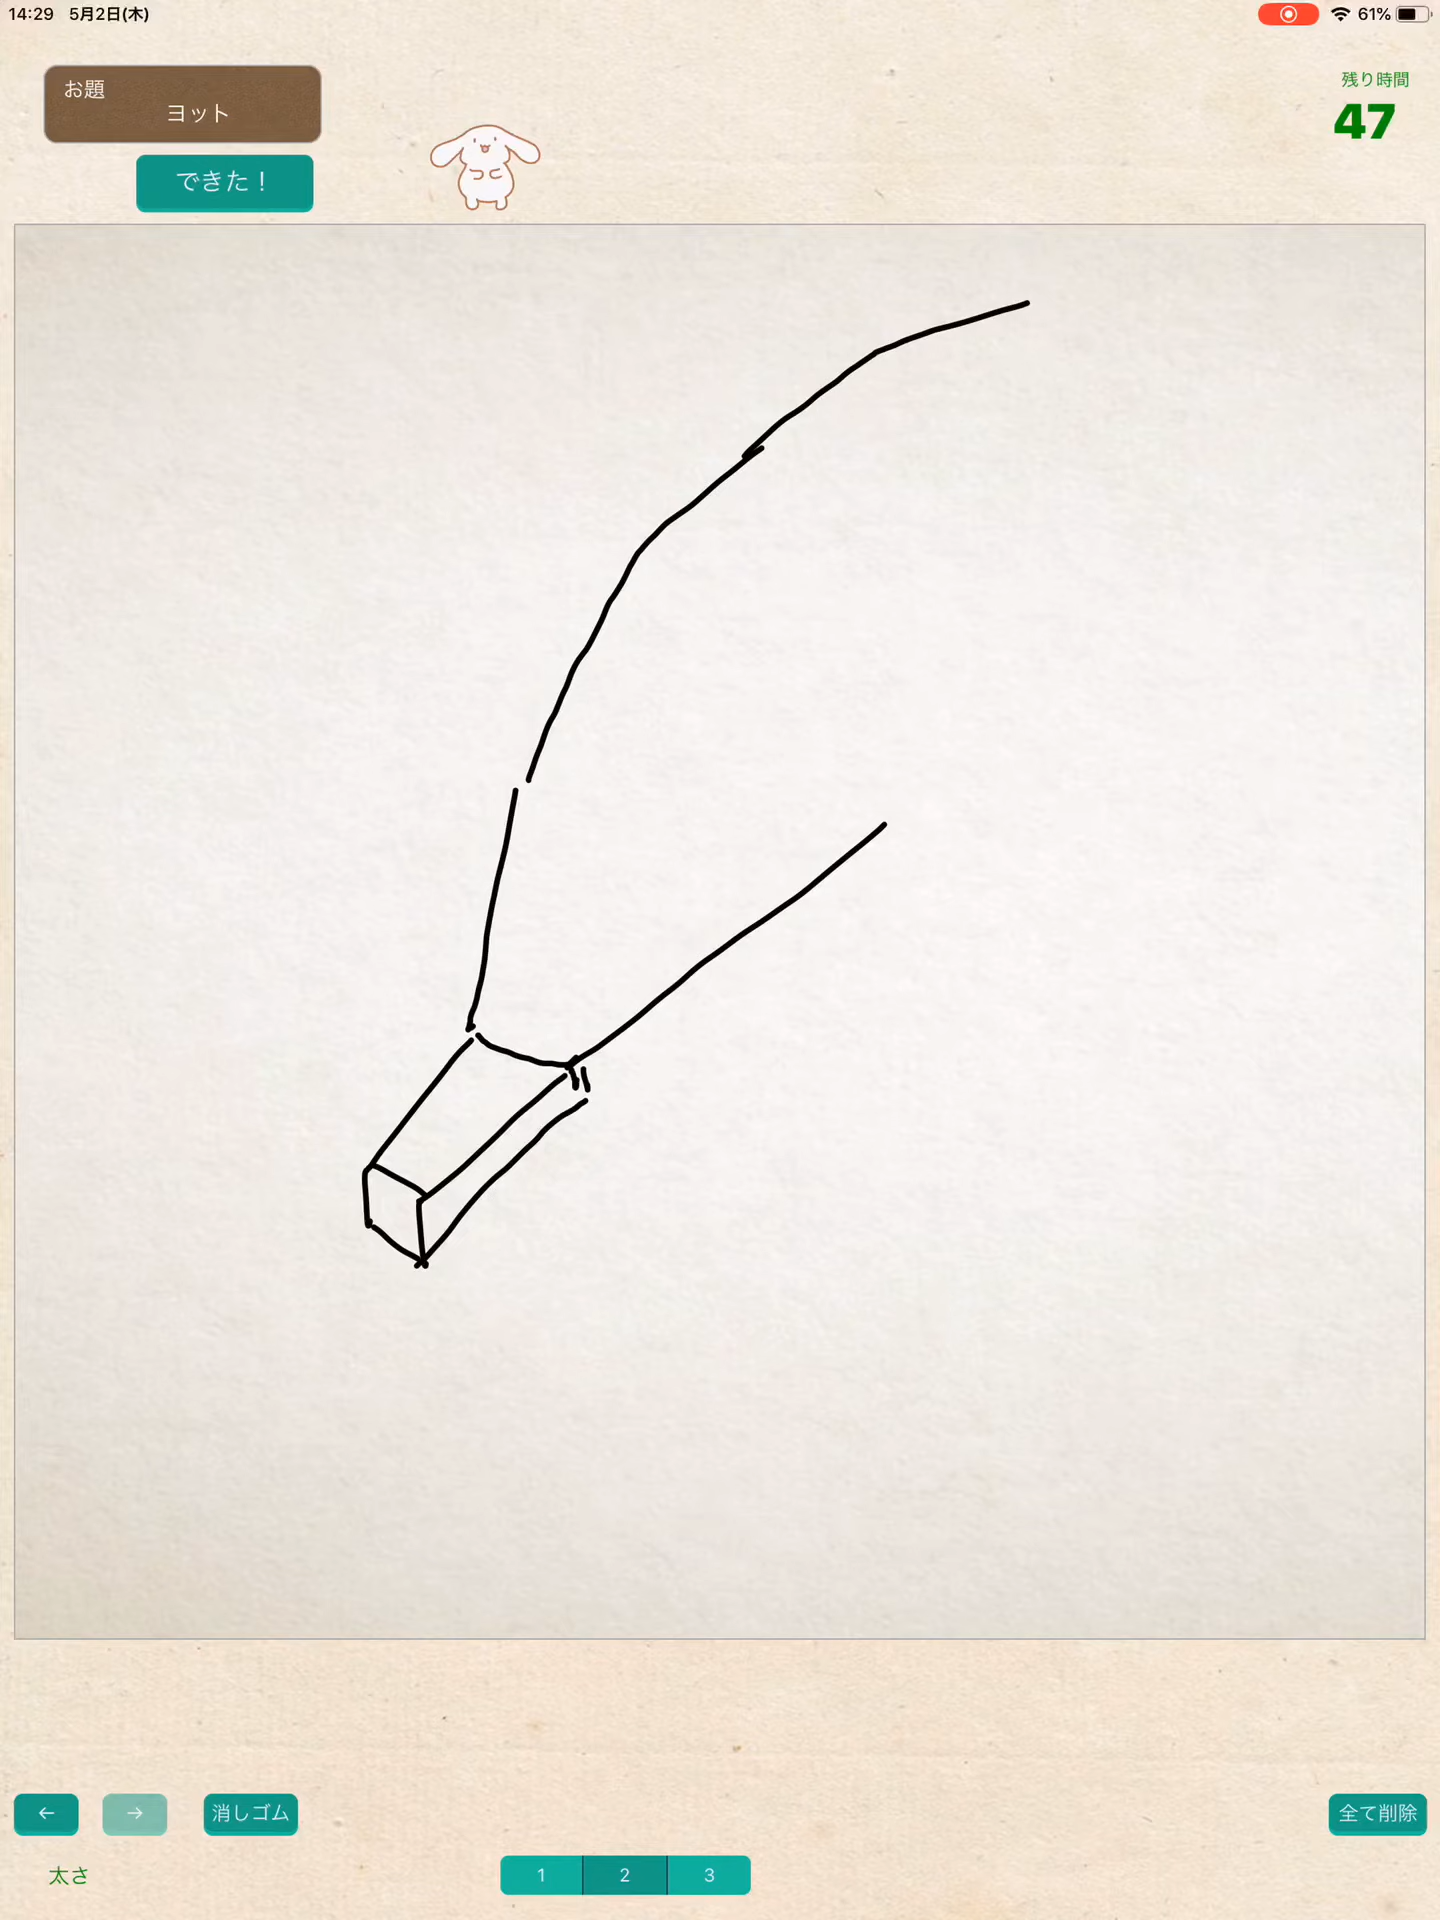 14:29 5月2日(木)
61%
お題
ヨット
できた！
残り時間
47
← → 消しゴム 全て削除
太さ 1 2 3